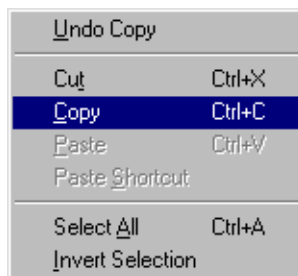 Undo Copy
Cut Ctrl+X
Copy Ctrl+C
Paste Ctrl+V
Paste Shortcut
Select All Ctrl+A
Invert Selection